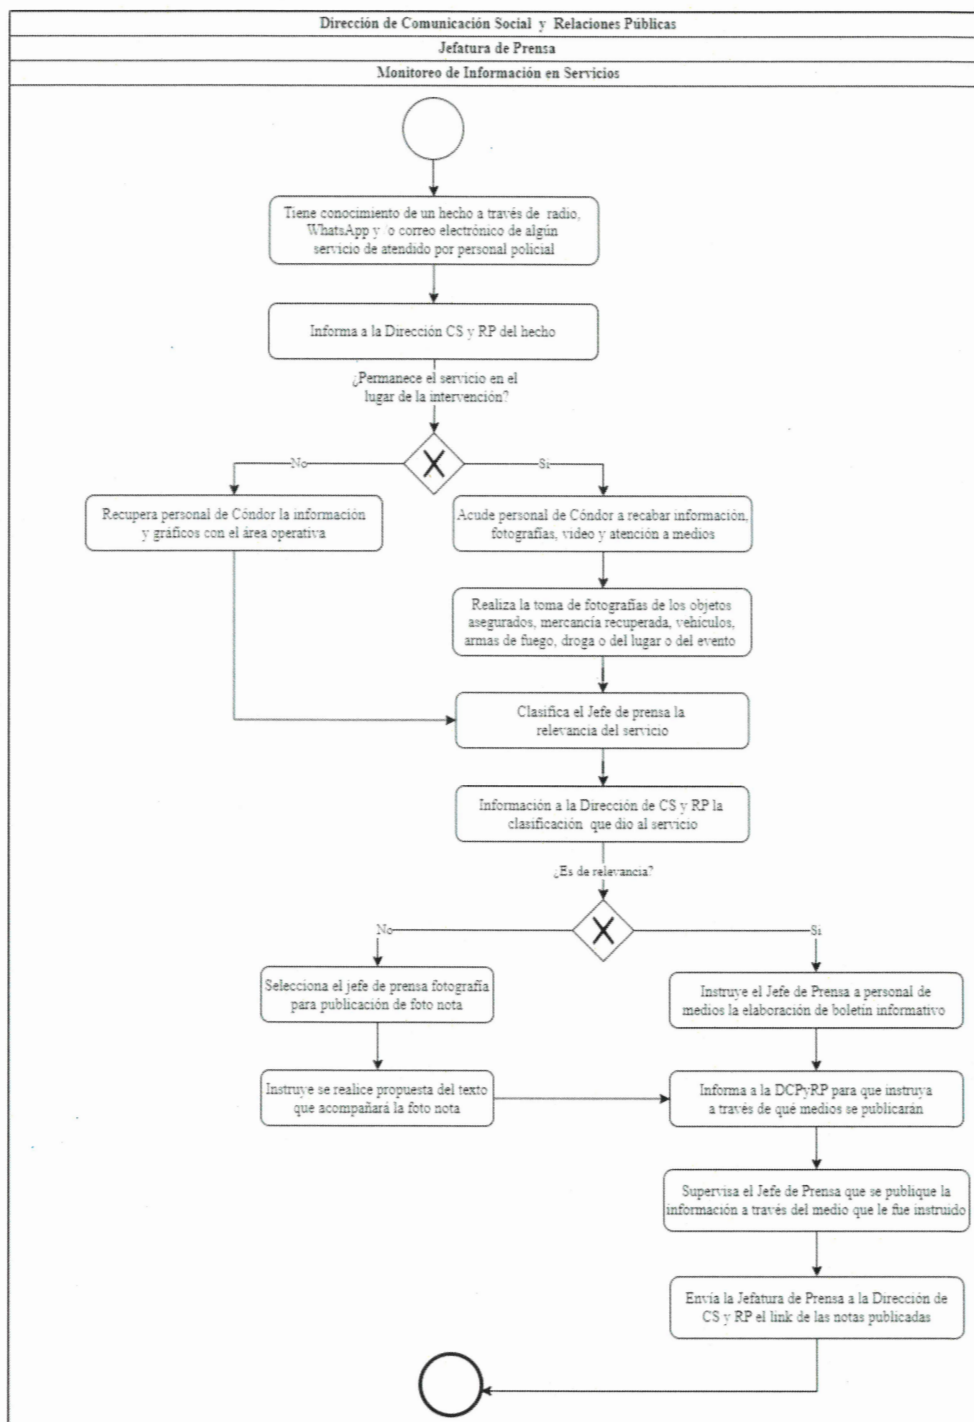 Dirección de Comunicación Social y Relaciones Públicas
Jefatura de Prensa
Monitoreo de Información en Servicios
Tiene conocimiento de un hecho a través de radio,
WhatsApp y /o correo electrónico de algún
servicio de atendido por personal policial
Informa a la Dirección CS y RP del hecho
¿Permanece el servicio en el
lugar de la intervención?
No
Si
Recupera personal de Cóndor la información
y gráficos con el área operativa
Acude personal de Cóndor a recabar información,
fotografías, video y atención a medios
Realiza la toma de fotografías de los objetos
asegurados, mercancía recuperada, vehículos,
armas de fuego, droga o del lugar o del evento
Clasifica el Jefe de prensa la
relevancia del servicio
Información a la Dirección de CS y RP la
clasificación que dio al servicio
¿Es de relevancia?
No
Si
Selecciona el jefe de prensa fotografía
para publicación de foto nota
Instruye el Jefe de Prensa a personal de
medios la elaboración de boletín informativo
Instruye se realice propuesta del texto
que acompañará la foto nota
Informa a la DCPyRP para que instruya
a través de qué medios se publicarán
Supervisa el Jefe de Prensa que se publique la
información a través del medio que le fue instruido
Envía la Jefatura de Prensa a la Dirección de
CS y RP el link de las notas publicadas